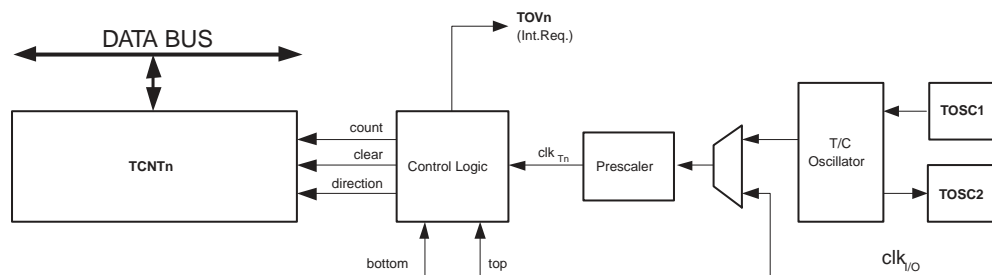 TOVn
(Int.Req.)
DATA BUS
TCNTn
count
clear
direction
Control Logic
clk Tn
Prescaler
T/C
Oscillator
TOSC1
TOSC2
bottom
top
clk I/O